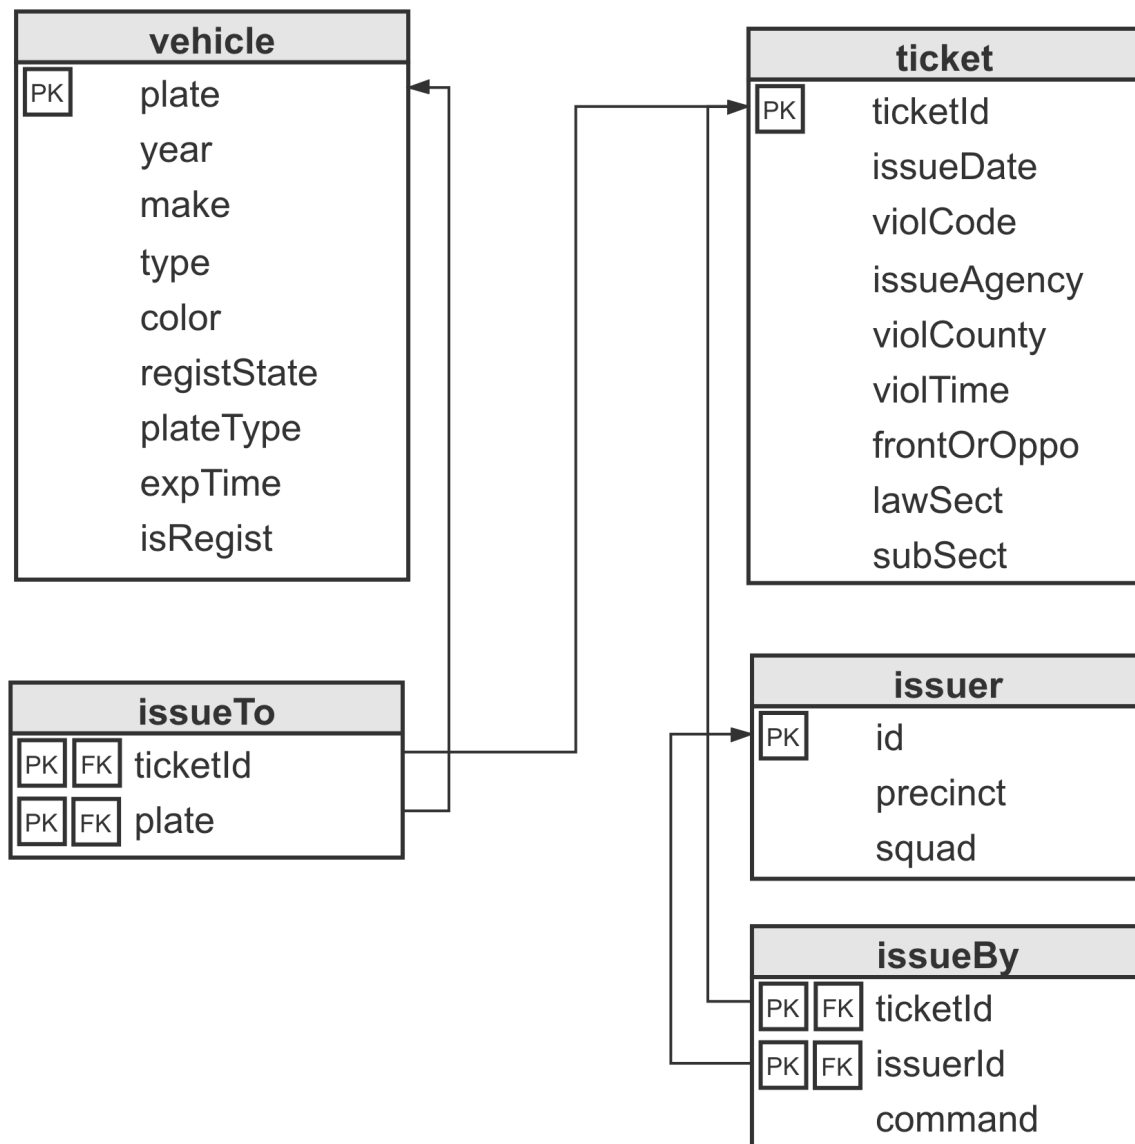 vehicle
PK plate
year
make
type
color
registState
plateType
expTime
isRegist
ticket
PK ticketId
issueDate
violCode
issueAgency
violCounty
violTime
frontOrOppo
lawSect
subSect
issueTo
PK FK ticketId
PK FK plate
issuer
PK id
precinct
squad
issueBy
PK FK ticketId
PK FK issuerId
command